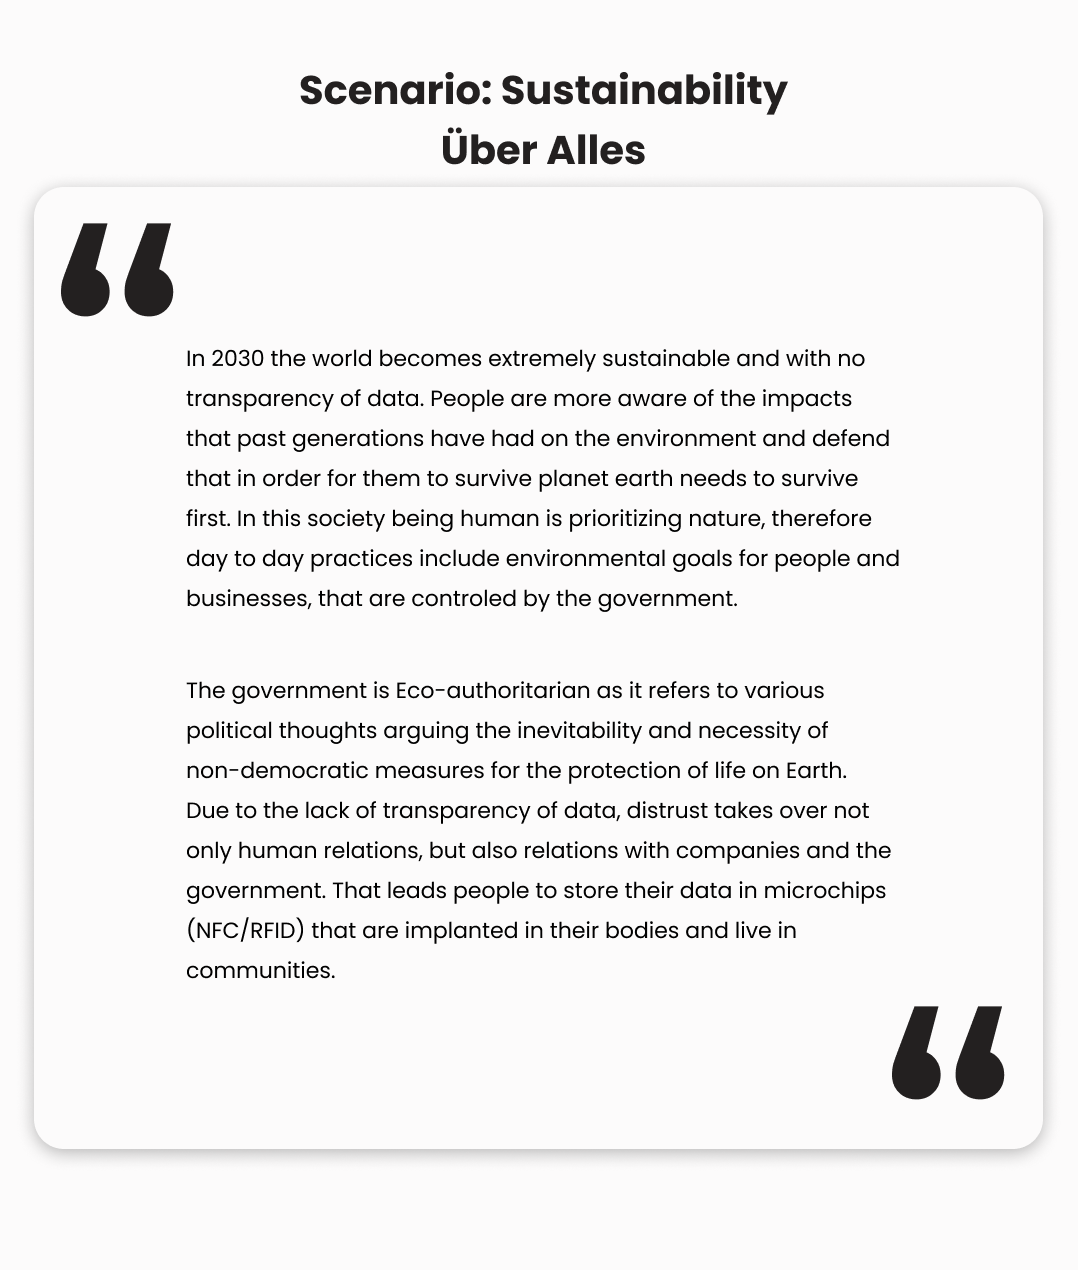 Scenario: Sustainability
Über Alles
“
In 2030 the world becomes extremely sustainable and with no
transparency of data. People are more aware of the impacts
that past generations have had on the environment and defend
that in order for them to survive planet earth needs to survive
first. In this society being human is prioritizing nature, therefore
day to day practices include environmental goals for people and
businesses, that are controled by the government.
The government is Eco-authoritarian as it refers to various
political thoughts arguing the inevitability and necessity of
non-democratic measures for the protection of life on Earth.
Due to the lack of transparency of data, distrust takes over not
only human relations, but also relations with companies and the
government. That leads people to store their data in microchips
(NFC/RFID) that are implanted in their bodies and live in
communities.
“